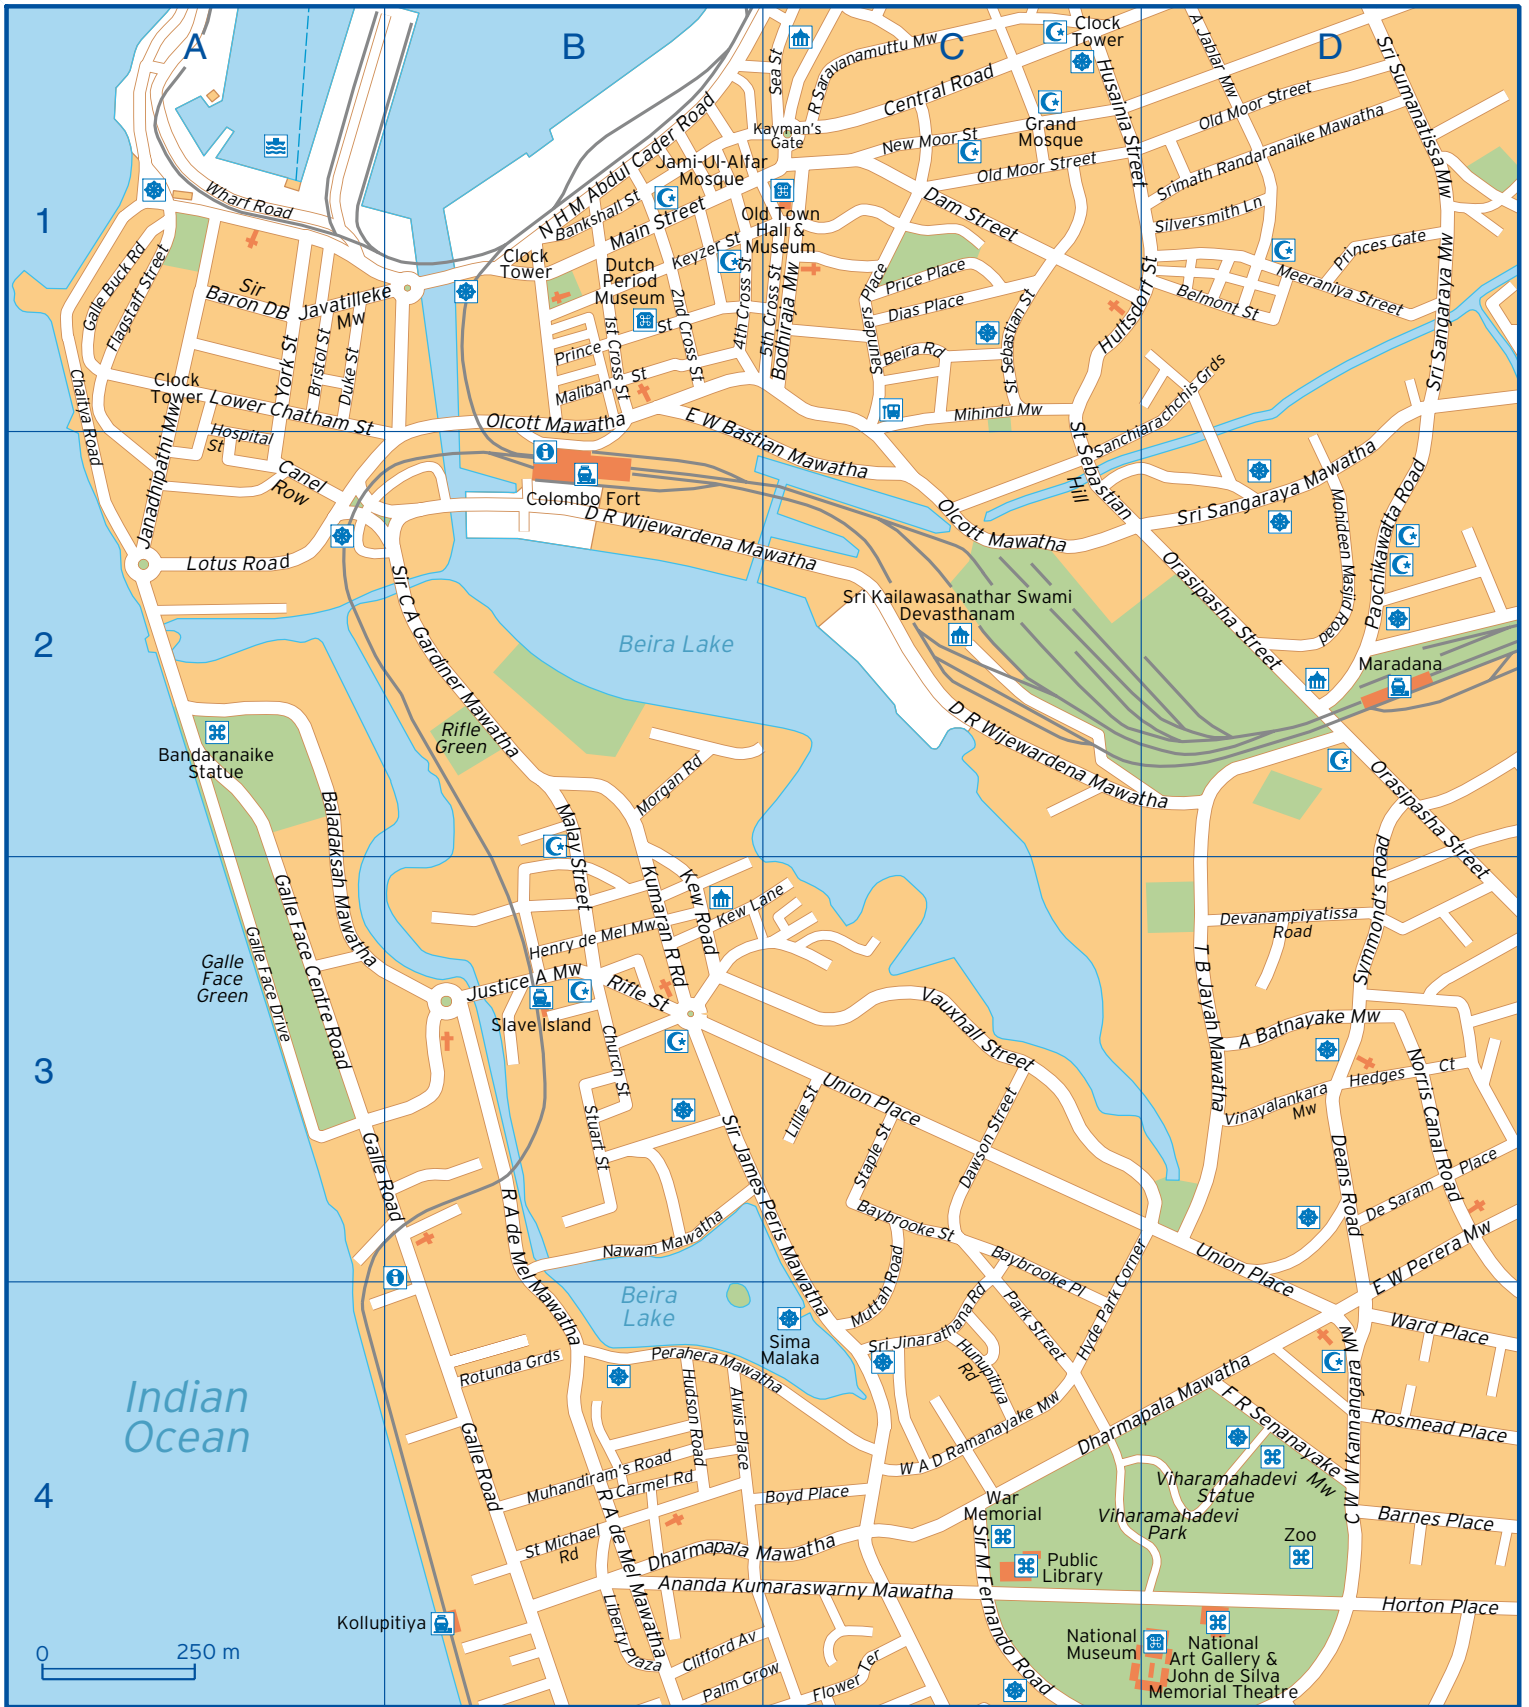 A
B
C
D
1
2
3
4
Clock
Tower
Sea St
R Saravanamuttu Mw
Central Road
Husainia Street
A Jablar Mw
Sri Sumanatissa Mw
Old Moor Street
Srimath Randaranaike Mawatha
Kayman's
Gate
New Moor St
Grand
Mosque
Old Moor Street
N H M Abdul Cader Road
Jami-Ul-Alfar
Mosque
Wharf Road
Bankshall St
Main Street
Old Town
Hall &
Museum
Dam Street
Silversmith Ln
Princes Gate
Meeraniya Street
Belmont St
Sri Sangaraya Mw
Keyzer St
Clock
Tower
Dutch
Period
Museum
Galle Buck Rd
Flagstaff Street
Sir
Baron DB
Javatilleke
Mw
York St
Bristol St
Duke St
1st Cross St
2nd Cross St
4th Cross St
5th Cross St
Bodhiraja Mw
Saunders Place
Price Place
Dias Place
Beira Rd
St Sebastian St
Hultsdorf St
Prince St
Maliban St
Chaitya Road
Clock
Tower
Lower Chatham St
Olcott Mawatha
E W Bastian Mawatha
Mihindu Mw
Sanchiarachchis Grds
Hospital
St
Canel
Row
Janadhipathi Mw
Colombo Fort
D R Wijewardena Mawatha
Olcott Mawatha
St Sebastian
Hill
Sri Sangaraya Mawatha
Mohideen Masjid Road
Paochikawatta Road
Lotus Road
Sir C A Gardiner Mawatha
Beira Lake
Sri Kailawasanathar Swami
Devasthanam
Orasipasha Street
Maradana
Rifle
Green
Bandaranaike
Statue
D R Wijewardena Mawatha
Morgan Rd
Orasipasha Street
Baladaksah Mawatha
Malay Street
Kumaran R Rd
Kew Road
Kew Lane
Henry de Mel Mw
Symmond's Road
Devanampiyatissa
Road
Galle Face Centre Road
Galle Face Drive
Galle
Face
Green
Justice A Mw
Rifle St
Slave Island
T B Jayah Mawatha
Vauxhall Street
A Batnayake Mw
Hedges Ct
Vinayalankara
Mw
Norris Canal Road
Church St
Stuart St
Union Place
Lillie St
Staple St
Dawson Street
Deans Road
De Saram Place
Galle Road
R A de Mel Mawatha
Sir James Peris Mawatha
Nawam Mawatha
Baybrooke St
Baybrooke Pl
Union Place
E W Perera Mw
Beira
Lake
Muttah Road
Park Street
Hyde Park Corner
Sima
Malaka
Sri Jinarathana Rd
Hunupitiya
Rd
Ward Place
Perahera Mawatha
Rotunda Grds
Indian
Ocean
Galle Road
Hudson Road
Alwis Place
W A D Ramanayake Mw
Dharmapala Mawatha
F R Senanayake
Mw
C M W Kannangera MW
Rosmead Place
Muhandiram's Road
Carmel Rd
Boyd Place
Viharamahadevi
Statue
Viharamahadevi
Park
War
Memorial
Zoo
Barnes Place
St Michael
Rd
R A de Mel Mawatha
Dharmapala Mawatha
Sir M Fernando Road
Public
Library
Ananda Kumaraswarny Mawatha
Horton Place
Kollupitiya
Liberty Plaza
Clifford Av
Palm Grow
Flower Ter
National
Museum
National
Art Gallery &
John de Silva
Memorial Theatre
0
250 m